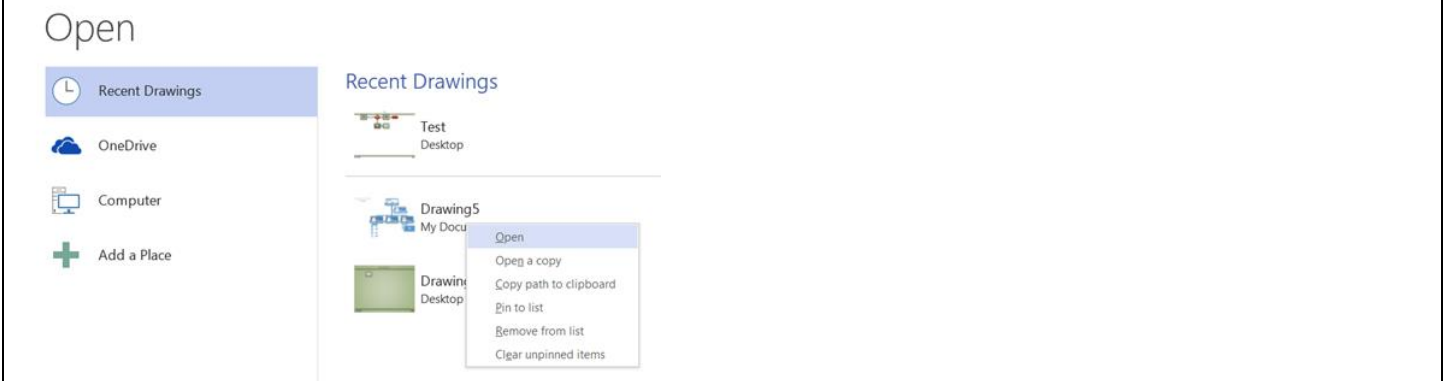 Open
Recent Drawings
OneDrive
Computer
Add a Place
Recent Drawings
Test
Desktop
Drawing5
My Docu
Drawing
Desktop
Open
Open a copy
Copy path to clipboard
Pin to list
Remove from list
Clear unpinned items